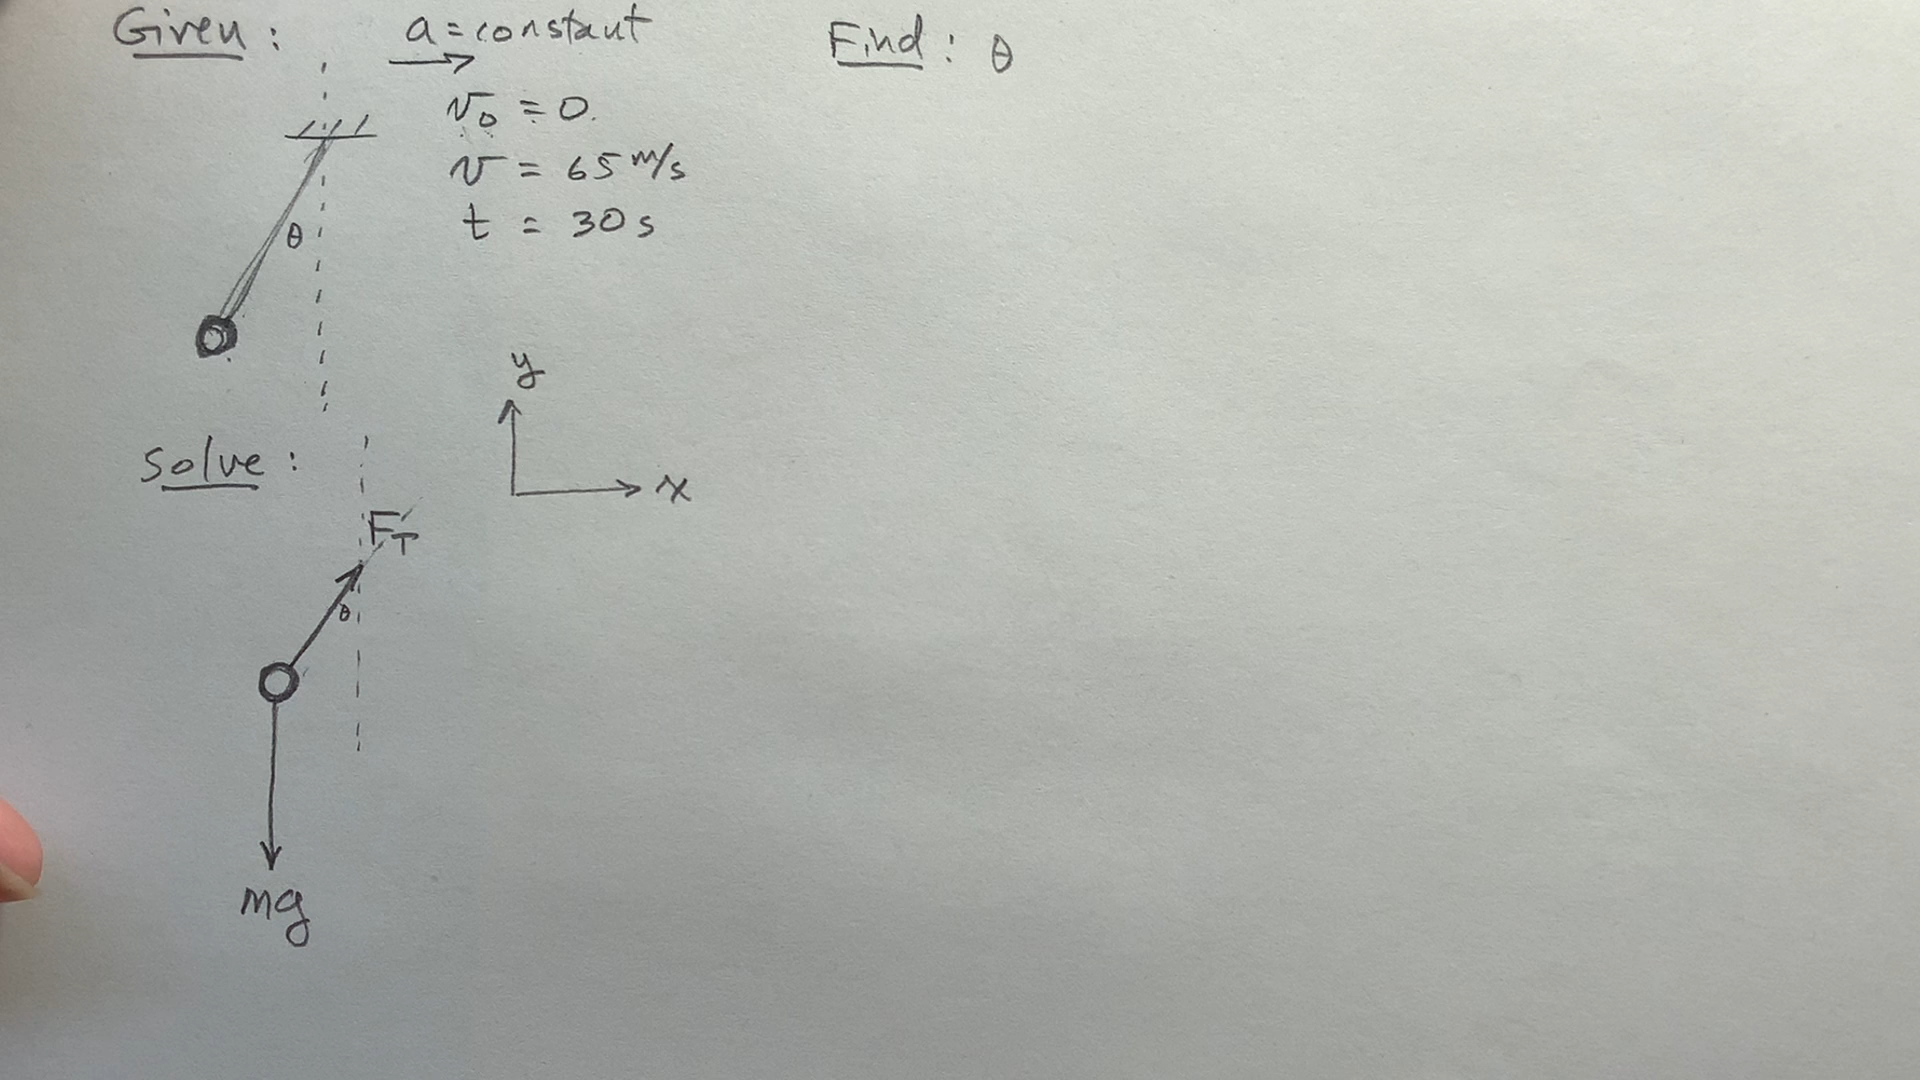 Given : a = constant
Find : θ
v₀ = 0
v = 65 m/s
t = 30 s
θ
Solve :
y
x
F_T
θ
mg